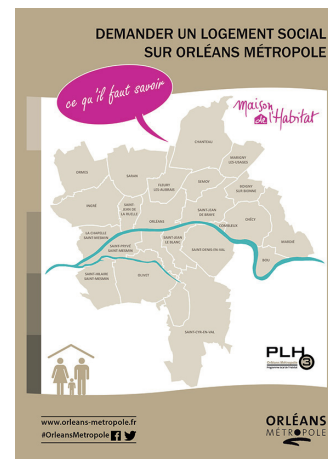 DEMANDER UN LOGEMENT SOCIAL
SUR ORLÉANS MÉTROPOLE
ce qu'il faut savoir
maison
de l'Habitat
CHANTEAU
MARIGNY
LES-USAGES
ORMES
SARAN
FLEURY
LES-AUBRAIS
SEMOY
BOIGNY
SUR-BIONNE
INGRÉ
SAINT
JEAN DE
LA RUELLE
ORLÉANS
SAINT-JEAN
DE BRAYE
CHÉCY
COMBLEUX
LA CHAPELLE
SAINT-MESMIN
SAINT-PRYVÉ
SAINT-MESMIN
SAINT-JEAN
LE BLANC
SAINT-DENIS-EN-VAL
MARDIÉ
BOU
SAINT-HILAIRE
SAINT-MESMIN
OLIVET
SAINT-CYR-EN-VAL
PLH 3
www.orleans-metropole.fr
#OrleansMetropole
ORLÉANS
MÉTROPOLE